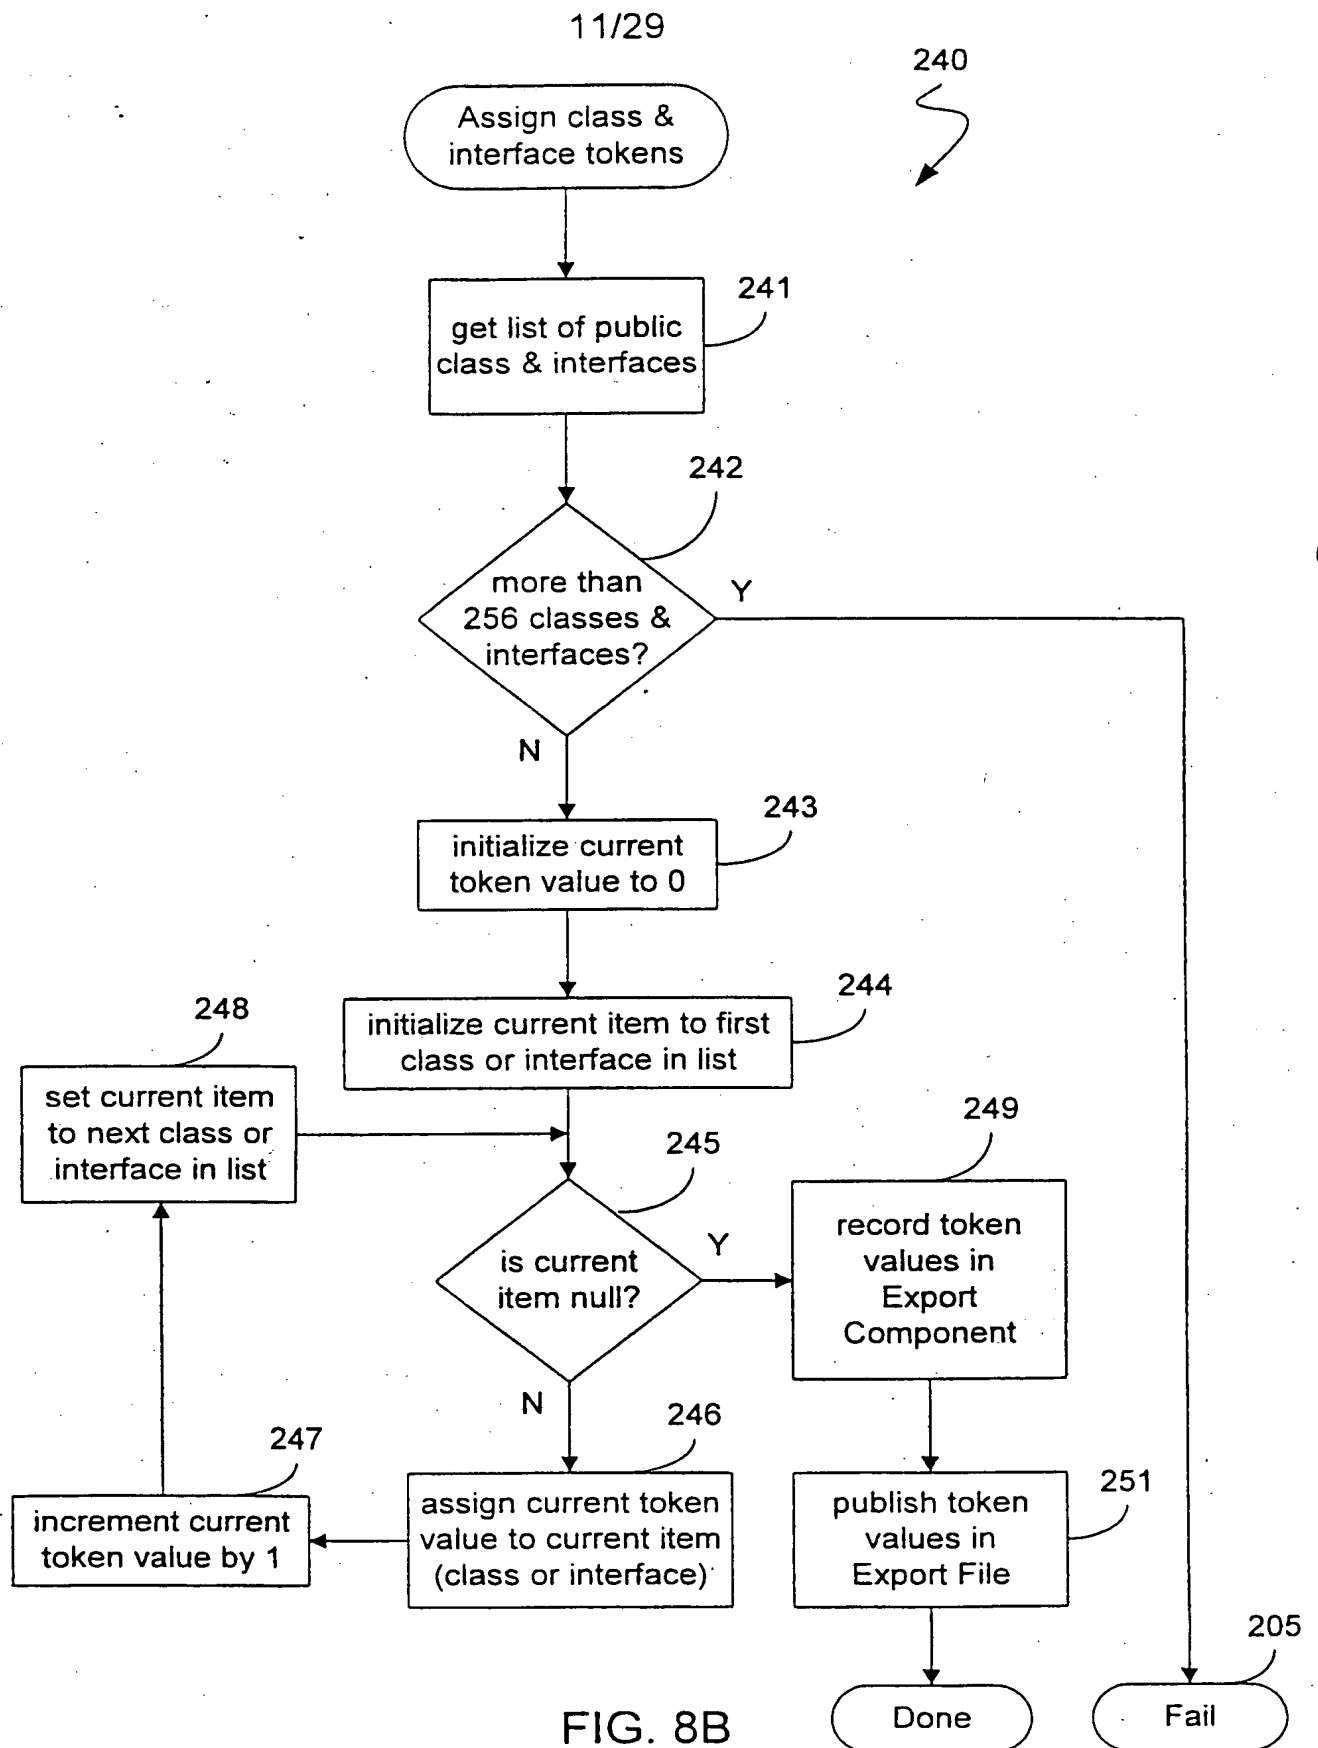 11/29
240
Assign class &
interface tokens
241
get list of public
class & interfaces
242
more than
256 classes &
interfaces?
Y
N
243
initialize current
token value to 0
244
initialize current item to first
class or interface in list
248
set current item
to next class or
interface in list
245
is current
item null?
Y
N
249
record token
values in
Export
Component
246
assign current token
value to current item
(class or interface)
247
increment current
token value by 1
251
publish token
values in
Export File
205
Done
Fail
FIG. 8B